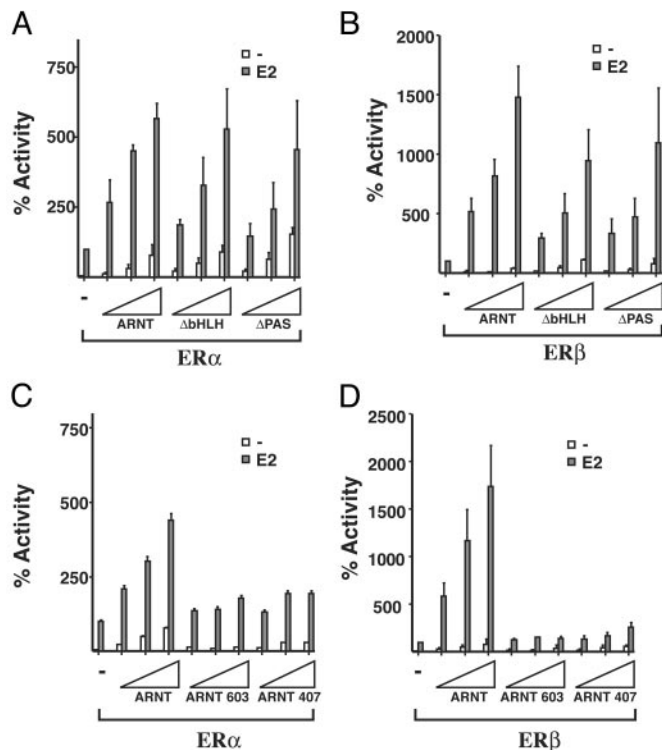 A
% Activity
750
500
250
-
E2
-
ARNT
ΔbHLH
ΔPAS
ERα
B
% Activity
2000
1500
1000
500
-
E2
-
ARNT
ΔbHLH
ΔPAS
ERβ
C
% Activity
750
500
250
-
E2
-
ARNT
ARNT 603
ARNT 407
ERα
D
% Activity
2500
2000
1500
1000
500
-
E2
-
ARNT
ARNT 603
ARNT 407
ERβ